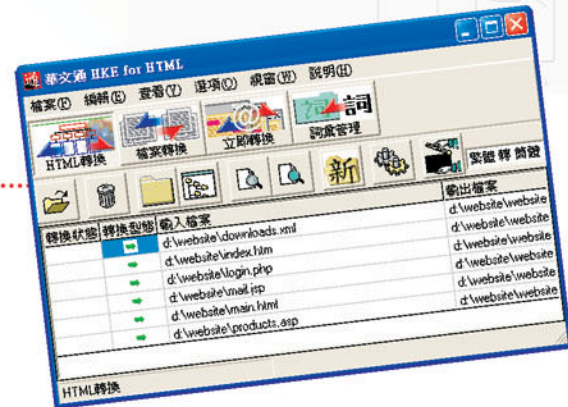 華文通 HKE for HTML
檔案(F) 編輯(E) 查看(V) 選項(O) 視窗(W) 說明(H)
HTML轉換 檔案轉換 立即轉換 詞彙管理
新 繁體 轉 簡體
轉換狀態 轉換型態 輸入檔案 輸出檔案
d:\website\downloads.xml d:\website\website
d:\website\index.htm d:\website\website
d:\website\login.php d:\website\website
d:\website\mail.jsp d:\website\website
d:\website\main.html d:\website\website
d:\website\products.asp d:\website\website
HTML轉換